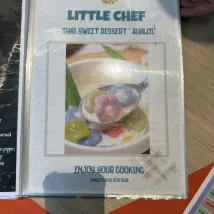 LITTLE CHEF
THAI SWEET DESSERT " BUALOI"
ENJOY YOUR COOKING